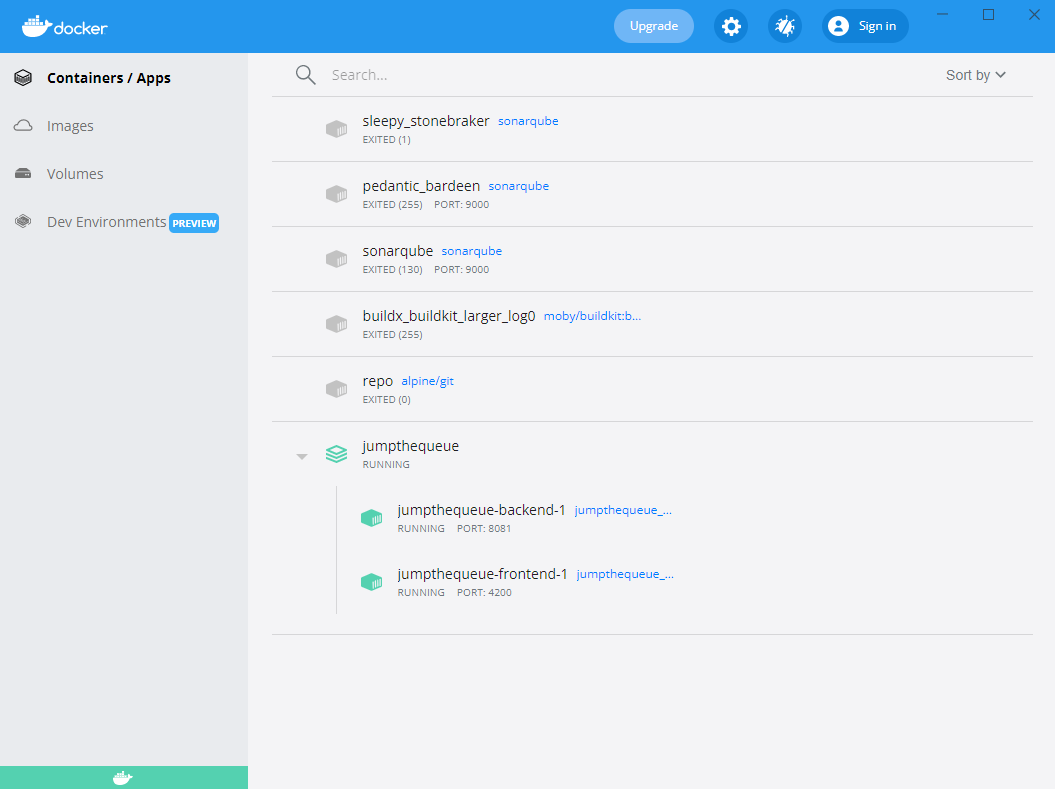 docker
Upgrade
Sign in
Containers / Apps
Images
Volumes
Dev Environments PREVIEW
Search...
Sort by
sleepy_stonebraker sonarqube
EXITED (1)
pedantic_bardeen sonarqube
EXITED (255) PORT: 9000
sonarqube sonarqube
EXITED (130) PORT: 9000
buildx_buildkit_larger_log0 moby/buildkit:b...
EXITED (255)
repo alpine/git
EXITED (0)
jumpthequeue
RUNNING
jumpthequeue-backend-1 jumpthequeue_...
RUNNING PORT: 8081
jumpthequeue-frontend-1 jumpthequeue_...
RUNNING PORT: 4200